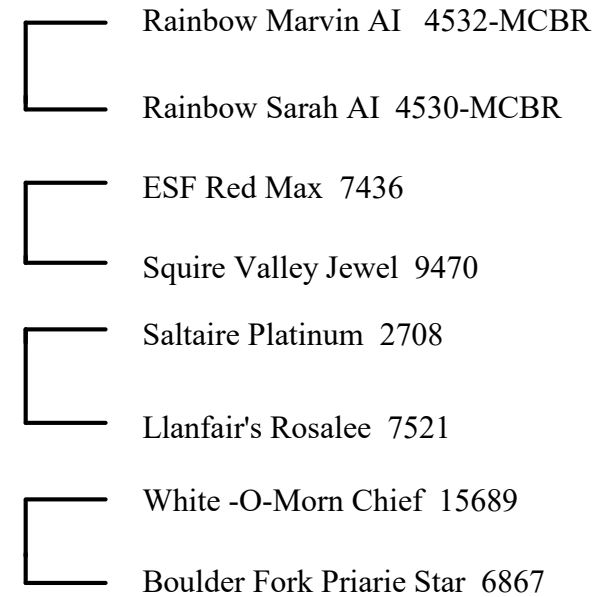 Rainbow Marvin AI 4532-MCBR
Rainbow Sarah AI 4530-MCBR
ESF Red Max 7436
Squire Valley Jewel 9470
Saltaire Platinum 2708
Llanfair's Rosalee 7521
White -O-Morn Chief 15689
Boulder Fork Priarie Star 6867